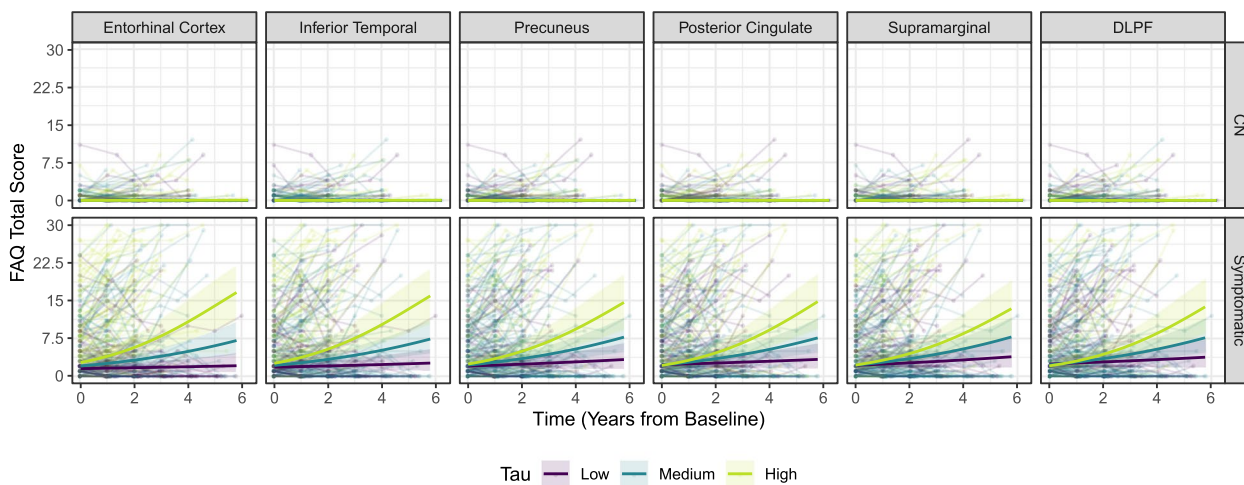 Entorhinal Cortex Inferior Temporal Precuneus Posterior Cingulate Supramarginal DLPF
30
22.5
15
7.5
0
CN
30
22.5
15
7.5
0
Symptomatic
FAQ Total Score
0 2 4 6 0 2 4 6 0 2 4 6 0 2 4 6 0 2 4 6 0 2 4 6
Time (Years from Baseline)
Tau Low Medium High